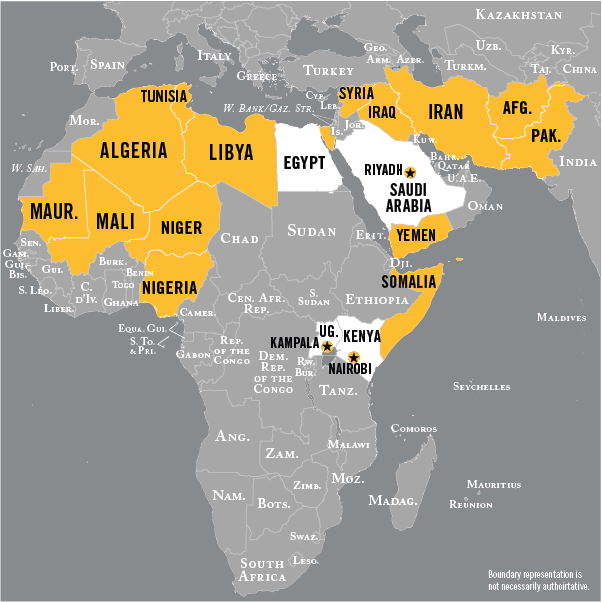 KAZAKHSTAN
ITALY
GEO.
UZB.
KYR.
PORT.
SPAIN
GREECE
TURKEY
ARM.
AZER.
TURKM.
TAJ.
CHINA
TUNISIA
W. BANK/GAZ. STR.
CYP.
LEB.
SYRIA
IRAQ
IRAN
AFG.
MOR.
IS.
JOR.
PAK.
ALGERIA
LIBYA
EGYPT
KUW.
BAHR.
QATAR
U.A.E.
INDIA
W. SAH.
RIYADH
SAUDI
ARABIA
OMAN
MAUR.
MALI
NIGER
CHAD
SUDAN
ERIT.
YEMEN
SEN.
GAM.
GUI-
BIS.
GUI.
BURK.
BENIN
TOGO
NIGERIA
DJI.
SOMALIA
S. LEO.
LIBER.
C.
D'IV.
GHANA
CAMER.
CEN. AFR.
REP.
S.
SUDAN
ETHIOPIA
MALDIVES
EQUA. GUI.
S. TO.
& PRI.
GABON
REP.
OF THE
CONGO
DEM.
REP.
OF THE
CONGO
UG.
KAMPALA
KENYA
NAIROBI
RW.
BUR.
TANZ.
SEYCHELLES
COMOROS
ANG.
ZAM.
MALAWI
MOZ.
ZIMB.
NAM.
BOTS.
MADAG.
MAURITIUS
REUNION
SWAZ.
LESO.
SOUTH
AFRICA
Boundary representation is
not necessarily authoirtative.